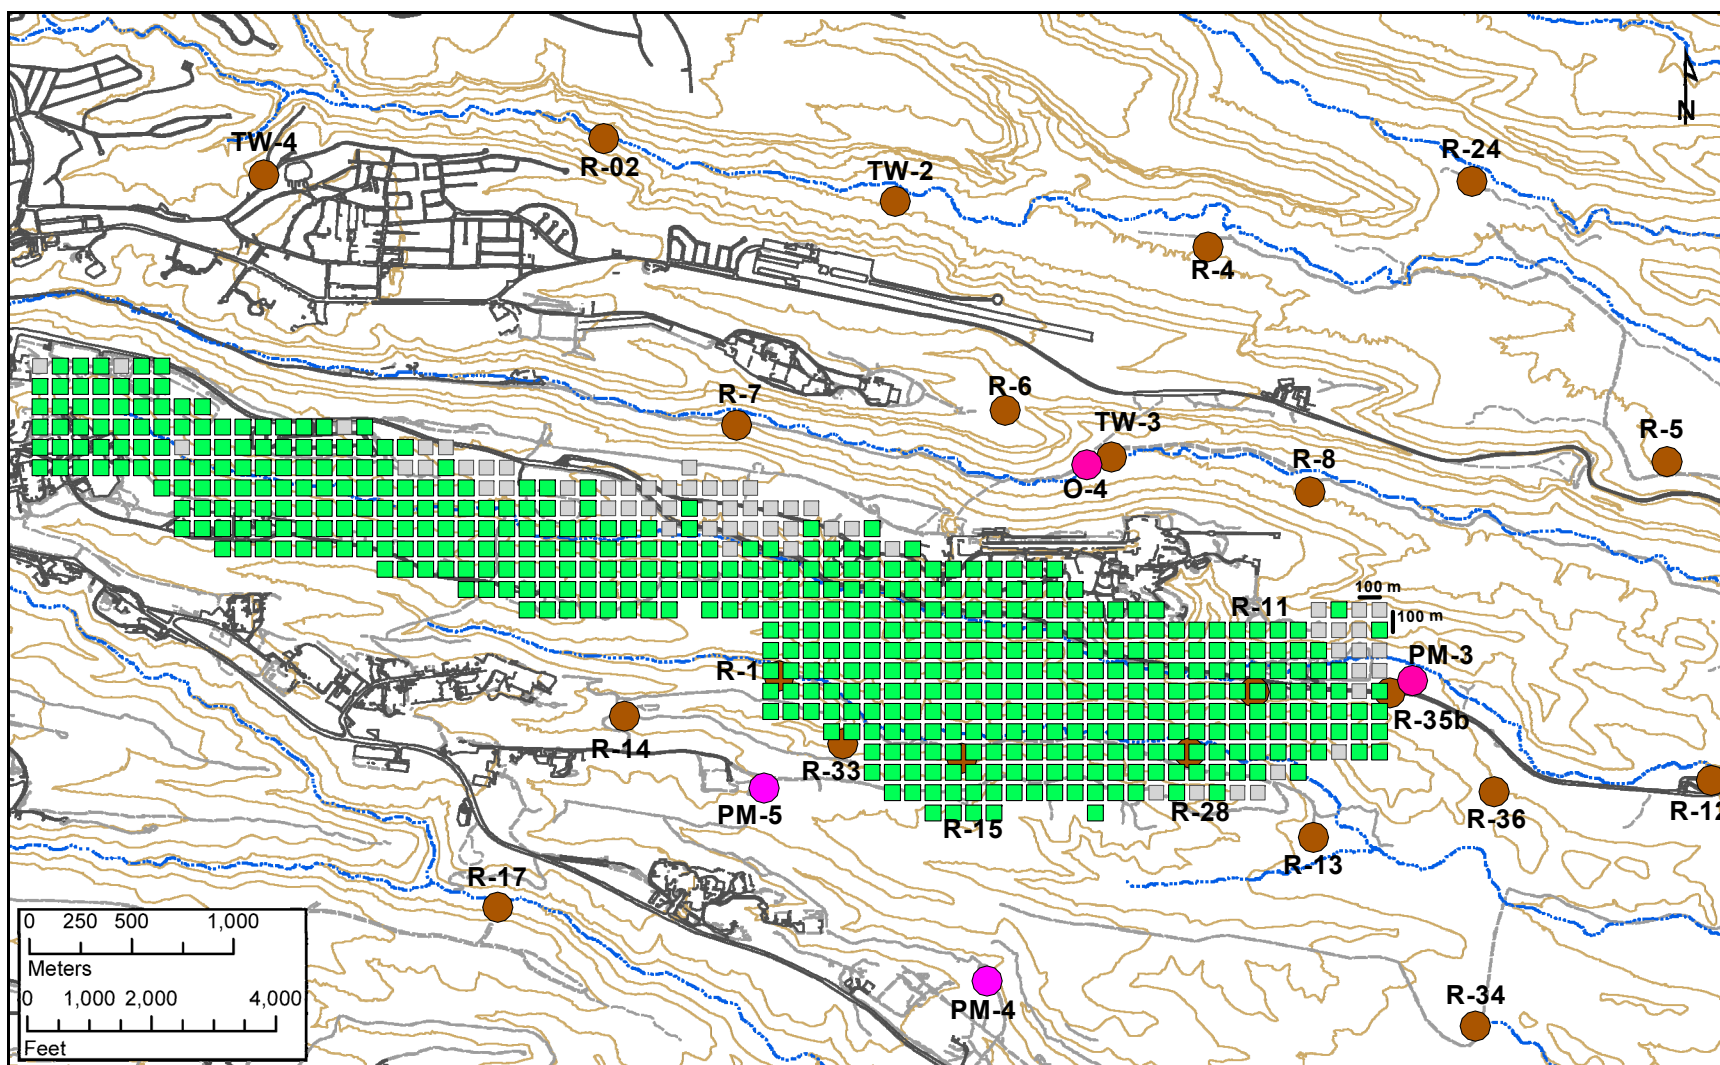 TW-4
R-02
TW-2
R-24
N
R-4
R-7
R-6
TW-3
O-4
R-8
R-5
100 m
R-11
100 m
R-1
PM-3
R-35b
R-14
R-33
PM-5
R-15
R-28
R-36
R-12
R-13
R-17
0 250 500 1,000
Meters
0 1,000 2,000 4,000
Feet
PM-4
R-34